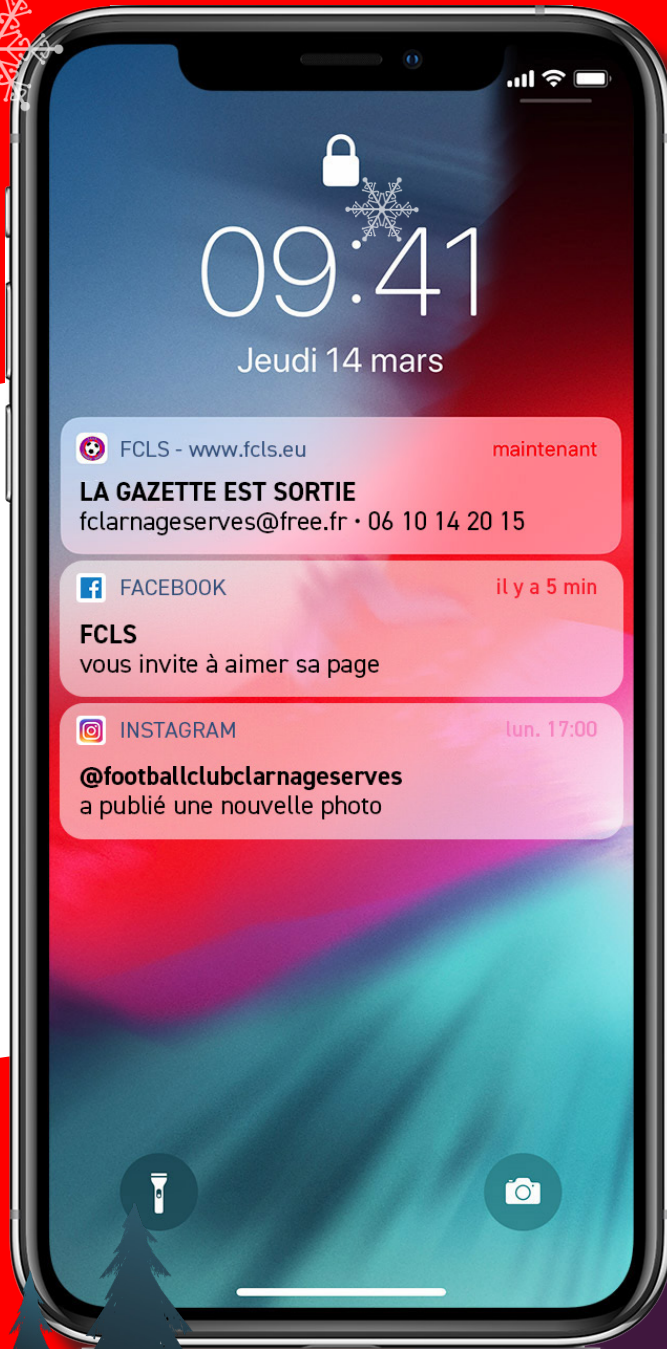 09:41
Jeudi 14 mars
FCLS - www.fcls.eu maintenant
LA GAZETTE EST SORTIE
fclarnageserves@free.fr • 06 10 14 20 15
FACEBOOK il y a 5 min
FCLS
vous invite à aimer sa page
INSTAGRAM lun. 17:00
@footballclubclarnageserves
a publié une nouvelle photo